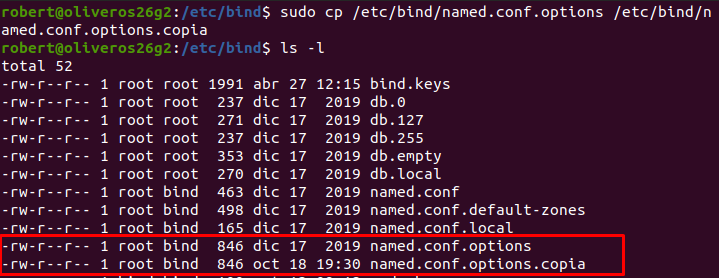 robert@oliveros26g2:/etc/bind$ sudo cp /etc/bind/named.conf.options /etc/bind/n
amed.conf.options.copia
robert@oliveros26g2:/etc/bind$ ls -l
total 52
-rw-r--r-- 1 root root 1991 abr 27 12:15 bind.keys
-rw-r--r-- 1 root root  237 dic 17  2019 db.0
-rw-r--r-- 1 root root  271 dic 17  2019 db.127
-rw-r--r-- 1 root root  237 dic 17  2019 db.255
-rw-r--r-- 1 root root  353 dic 17  2019 db.empty
-rw-r--r-- 1 root root  270 dic 17  2019 db.local
-rw-r--r-- 1 root bind  463 dic 17  2019 named.conf
-rw-r--r-- 1 root bind  498 dic 17  2019 named.conf.default-zones
-rw-r--r-- 1 root bind  165 dic 17  2019 named.conf.local
-rw-r--r-- 1 root bind  846 dic 17  2019 named.conf.options
-rw-r--r-- 1 root bind  846 oct 18 19:30 named.conf.options.copia